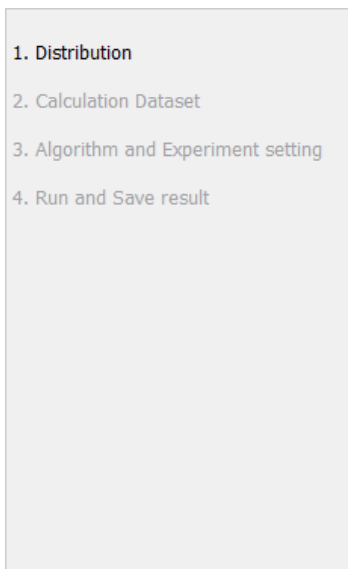 1. Distribution
2. Calculation Dataset
3. Algorithm and Experiment setting
4. Run and Save result